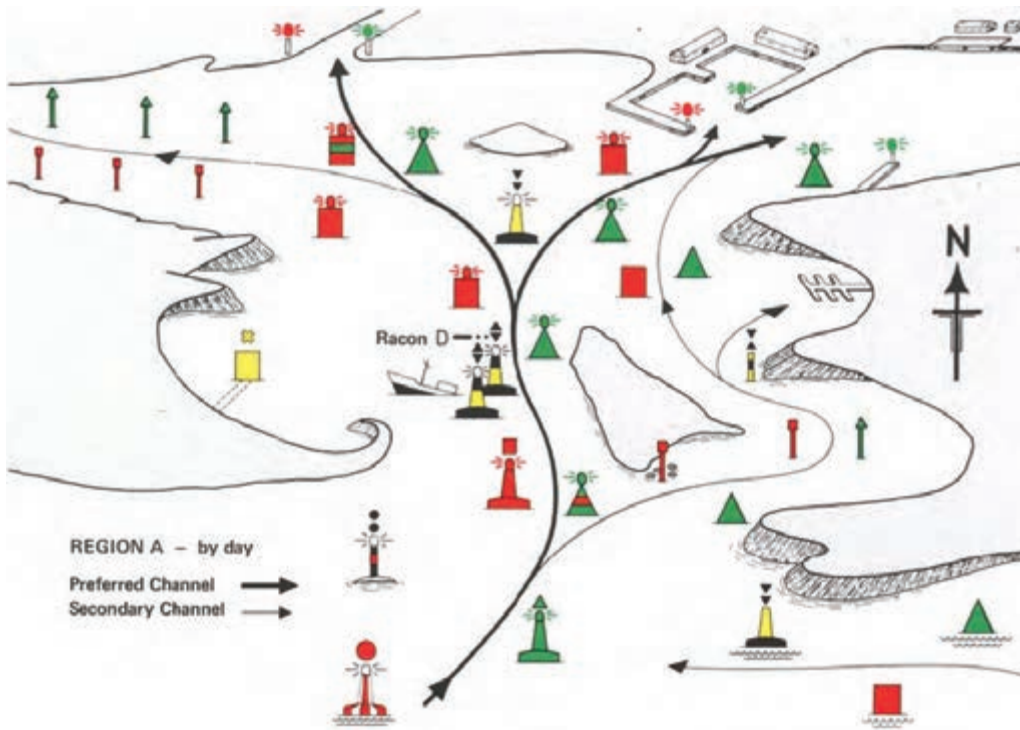 N
Racon D
REGION A – by day
Preferred Channel
Secondary Channel